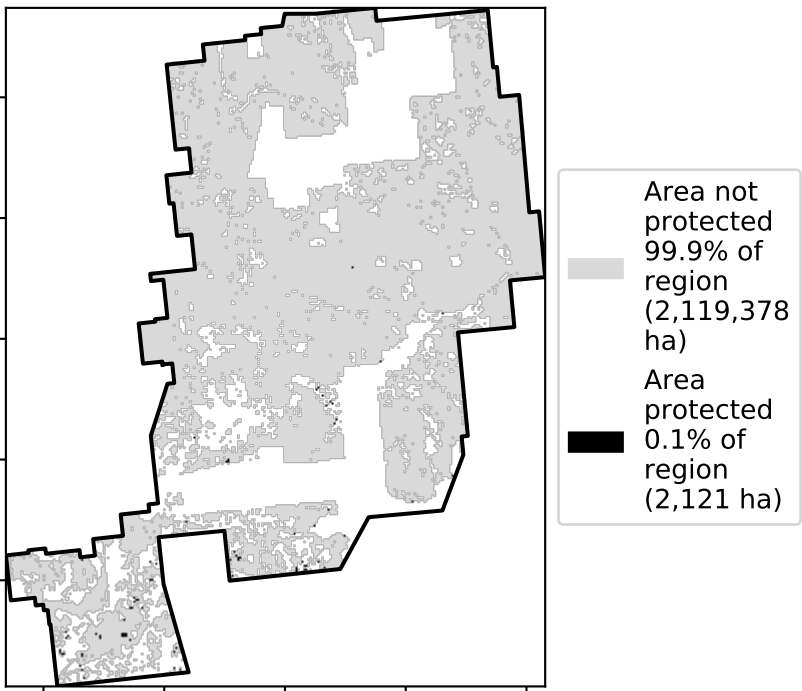 Area not
protected
99.9% of
region
(2,119,378
ha)
Area
protected
0.1% of
region
(2,121 ha)